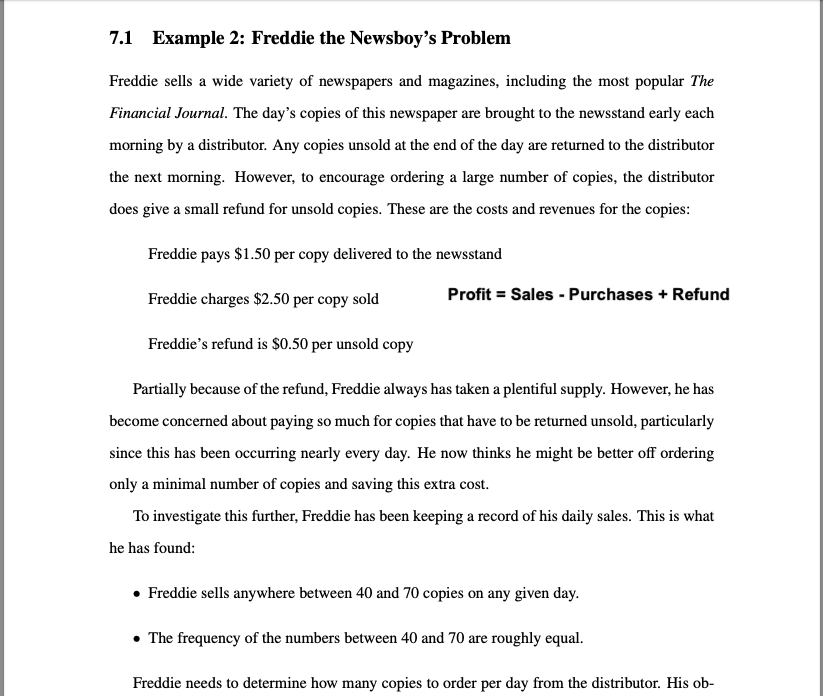 7.1 Example 2: Freddie the Newsboy's Problem
Freddie sells a wide variety of newspapers and magazines, including the most popular The
Financial Journal. The day's copies of this newspaper are brought to the newsstand early each
morning by a distributor. Any copies unsold at the end of the day are returned to the distributor
the next morning. However, to encourage ordering a large number of copies, the distributor
does give a small refund for unsold copies. These are the costs and revenues for the copies:
Freddie pays $1.50 per copy delivered to the newsstand
Freddie charges $2.50 per copy sold
Profit = Sales - Purchases + Refund
Freddie's refund is $0.50 per unsold copy
Partially because of the refund, Freddie always has taken a plentiful supply. However, he has
become concerned about paying so much for copies that have to be returned unsold, particularly
since this has been occurring nearly every day. He now thinks he might be better off ordering
only a minimal number of copies and saving this extra cost.
To investigate this further, Freddie has been keeping a record of his daily sales. This is what
he has found:
• Freddie sells anywhere between 40 and 70 copies on any given day.
• The frequency of the numbers between 40 and 70 are roughly equal.
Freddie needs to determine how many copies to order per day from the distributor. His ob-